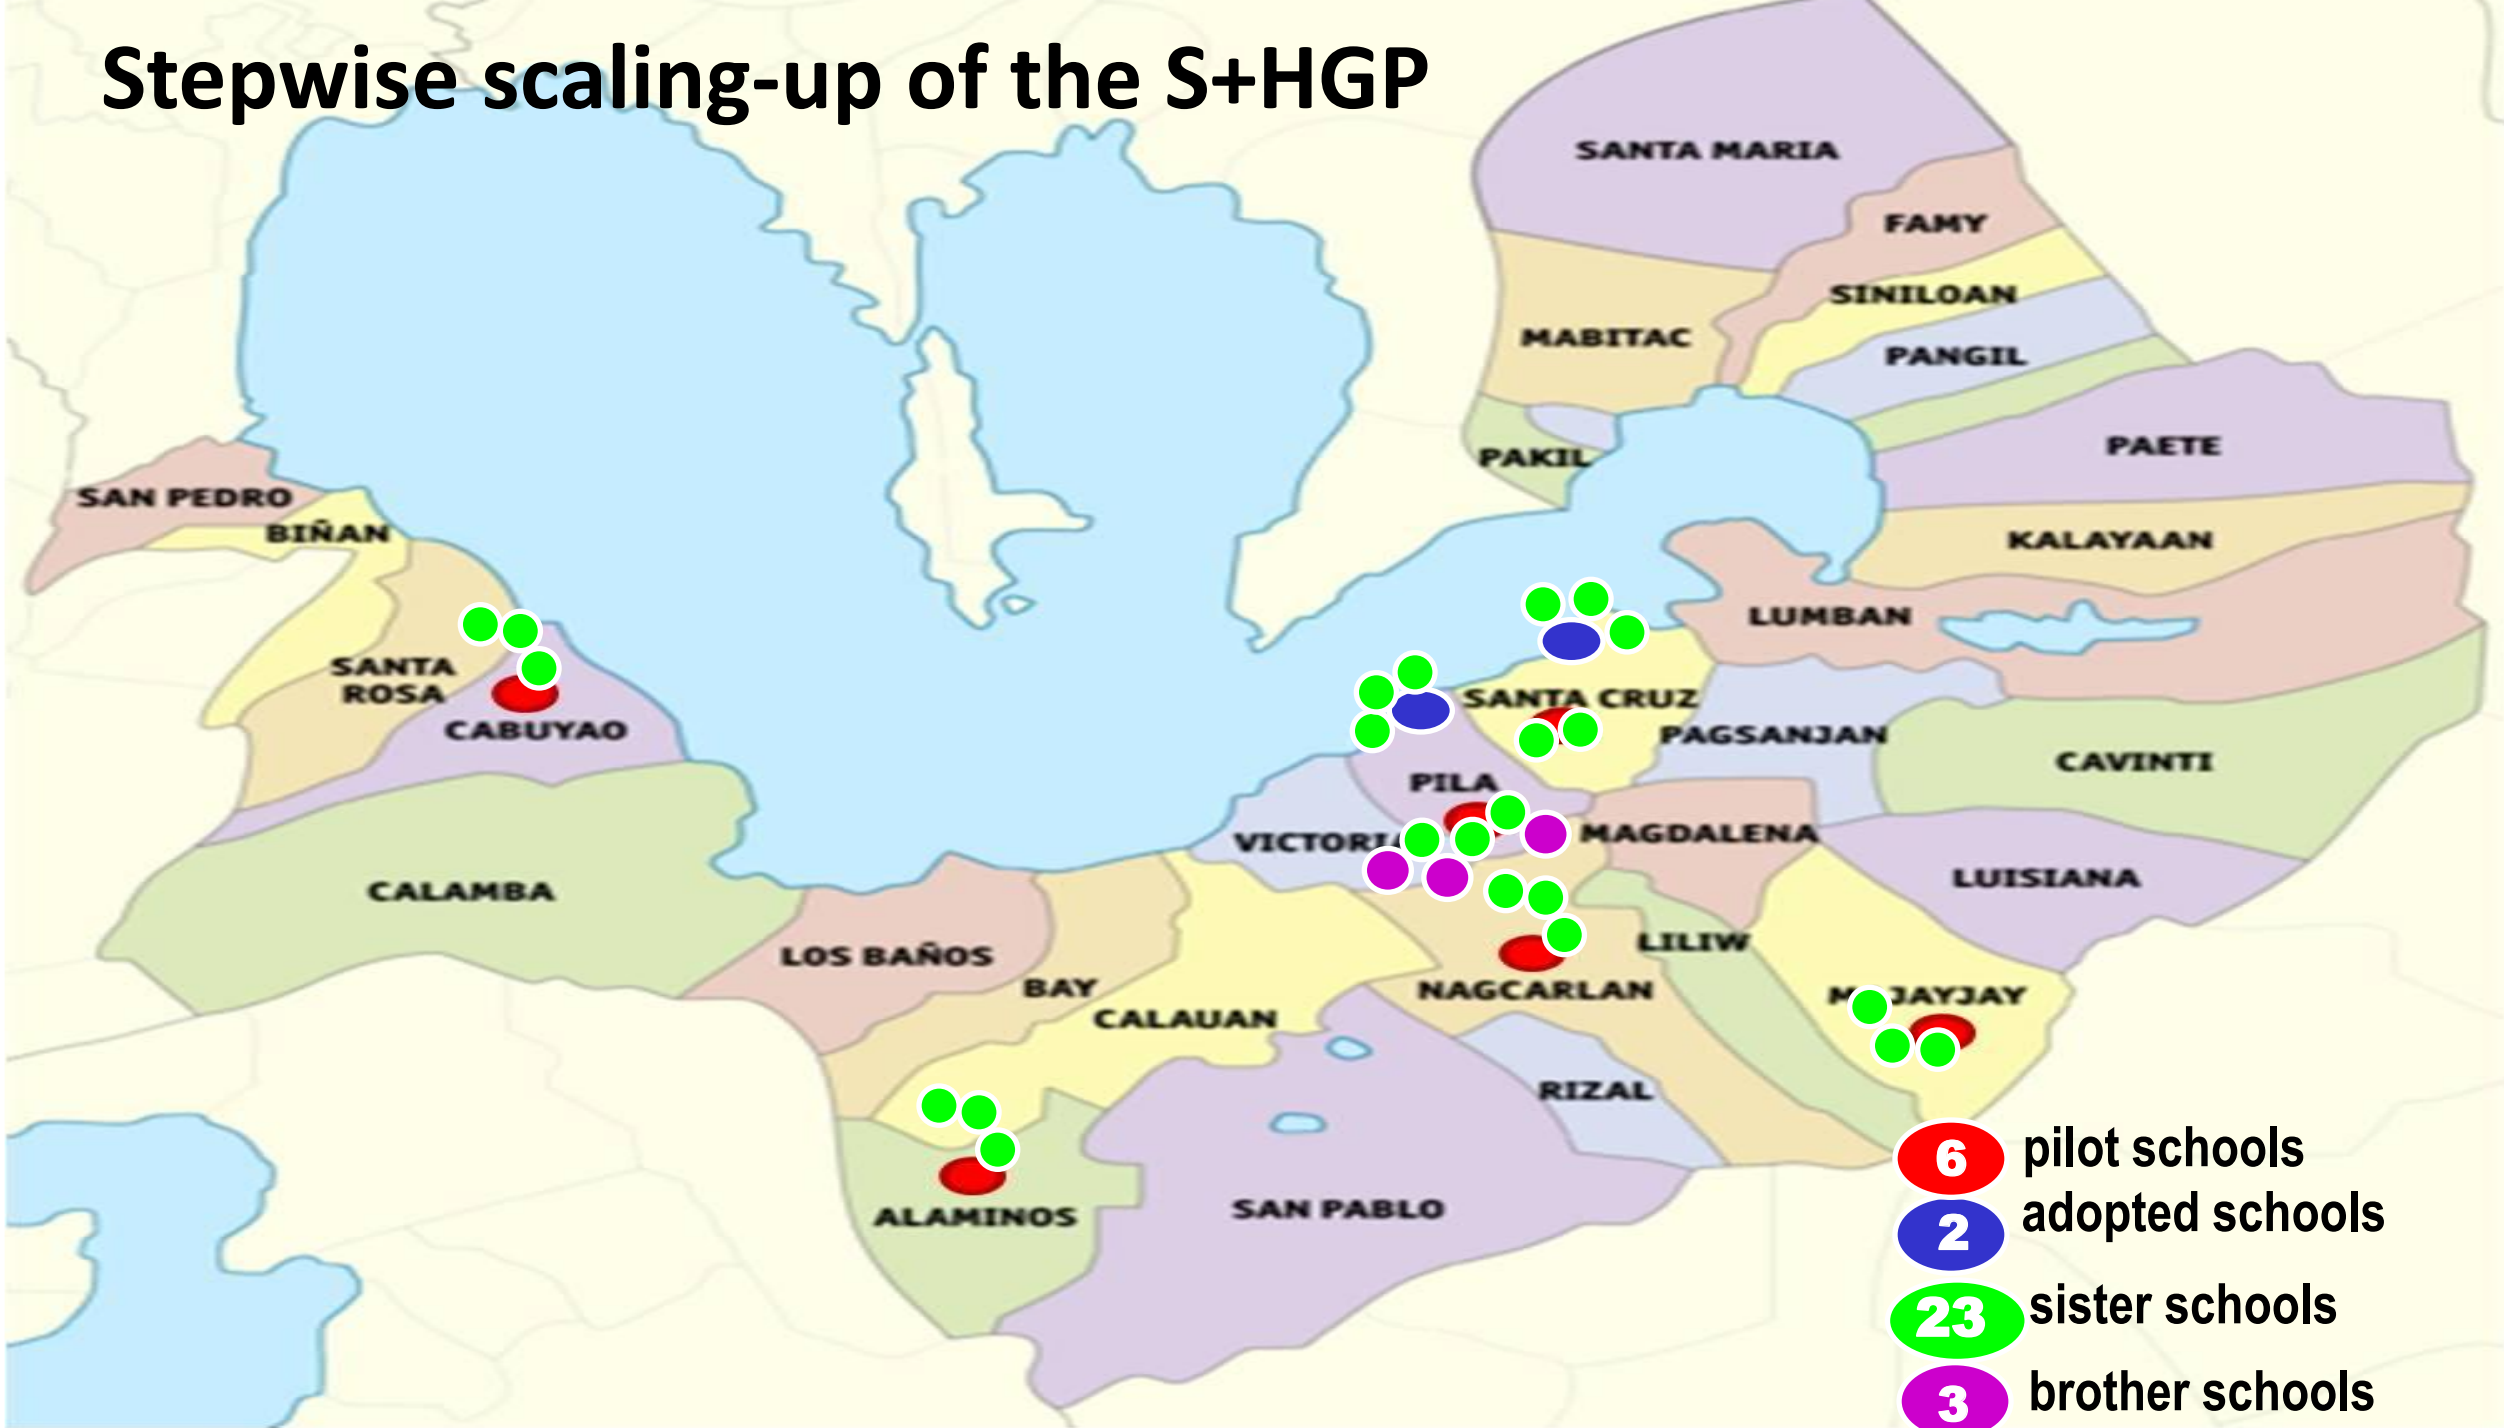 Stepwise scaling-up of the S+HGP
SANTA MARIA
FAMY
SINILOAN
MABITAC
PANGIL
PAKIL
PAETE
SAN PEDRO
BIÑAN
KALAYAAN
LUMBAN
SANTA
ROSA
CABUYAO
SANTA CRUZ
PAGSANJAN
CAVINTI
PILA
VICTORIA
MAGDALENA
LUISIANA
CALAMBA
LOS BAÑOS
LILIW
BAY
NAGCARLAN
MAJAYJAY
CALAUAN
RIZAL
ALAMINOS
SAN PABLO
6 pilot schools
2 adopted schools
23 sister schools
3 brother schools